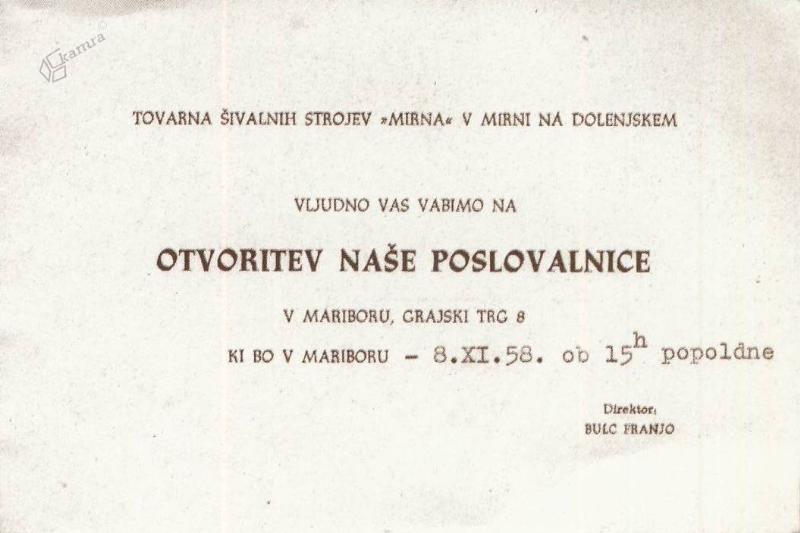 kamra
TOVARNA ŠIVALNIH STROJEV »MIRNA« V MIRNI NA DOLENJSKEM
VLJUDNO VAS VABIMO NA
OTVORITEV NAŠE POSLOVALNICE
V MARIBORU, GRAJSKI TRG 8
KI BO V MARIBORU — 8.XI.58. ob 15h popoldne
Direktor:
BULC FRANJO